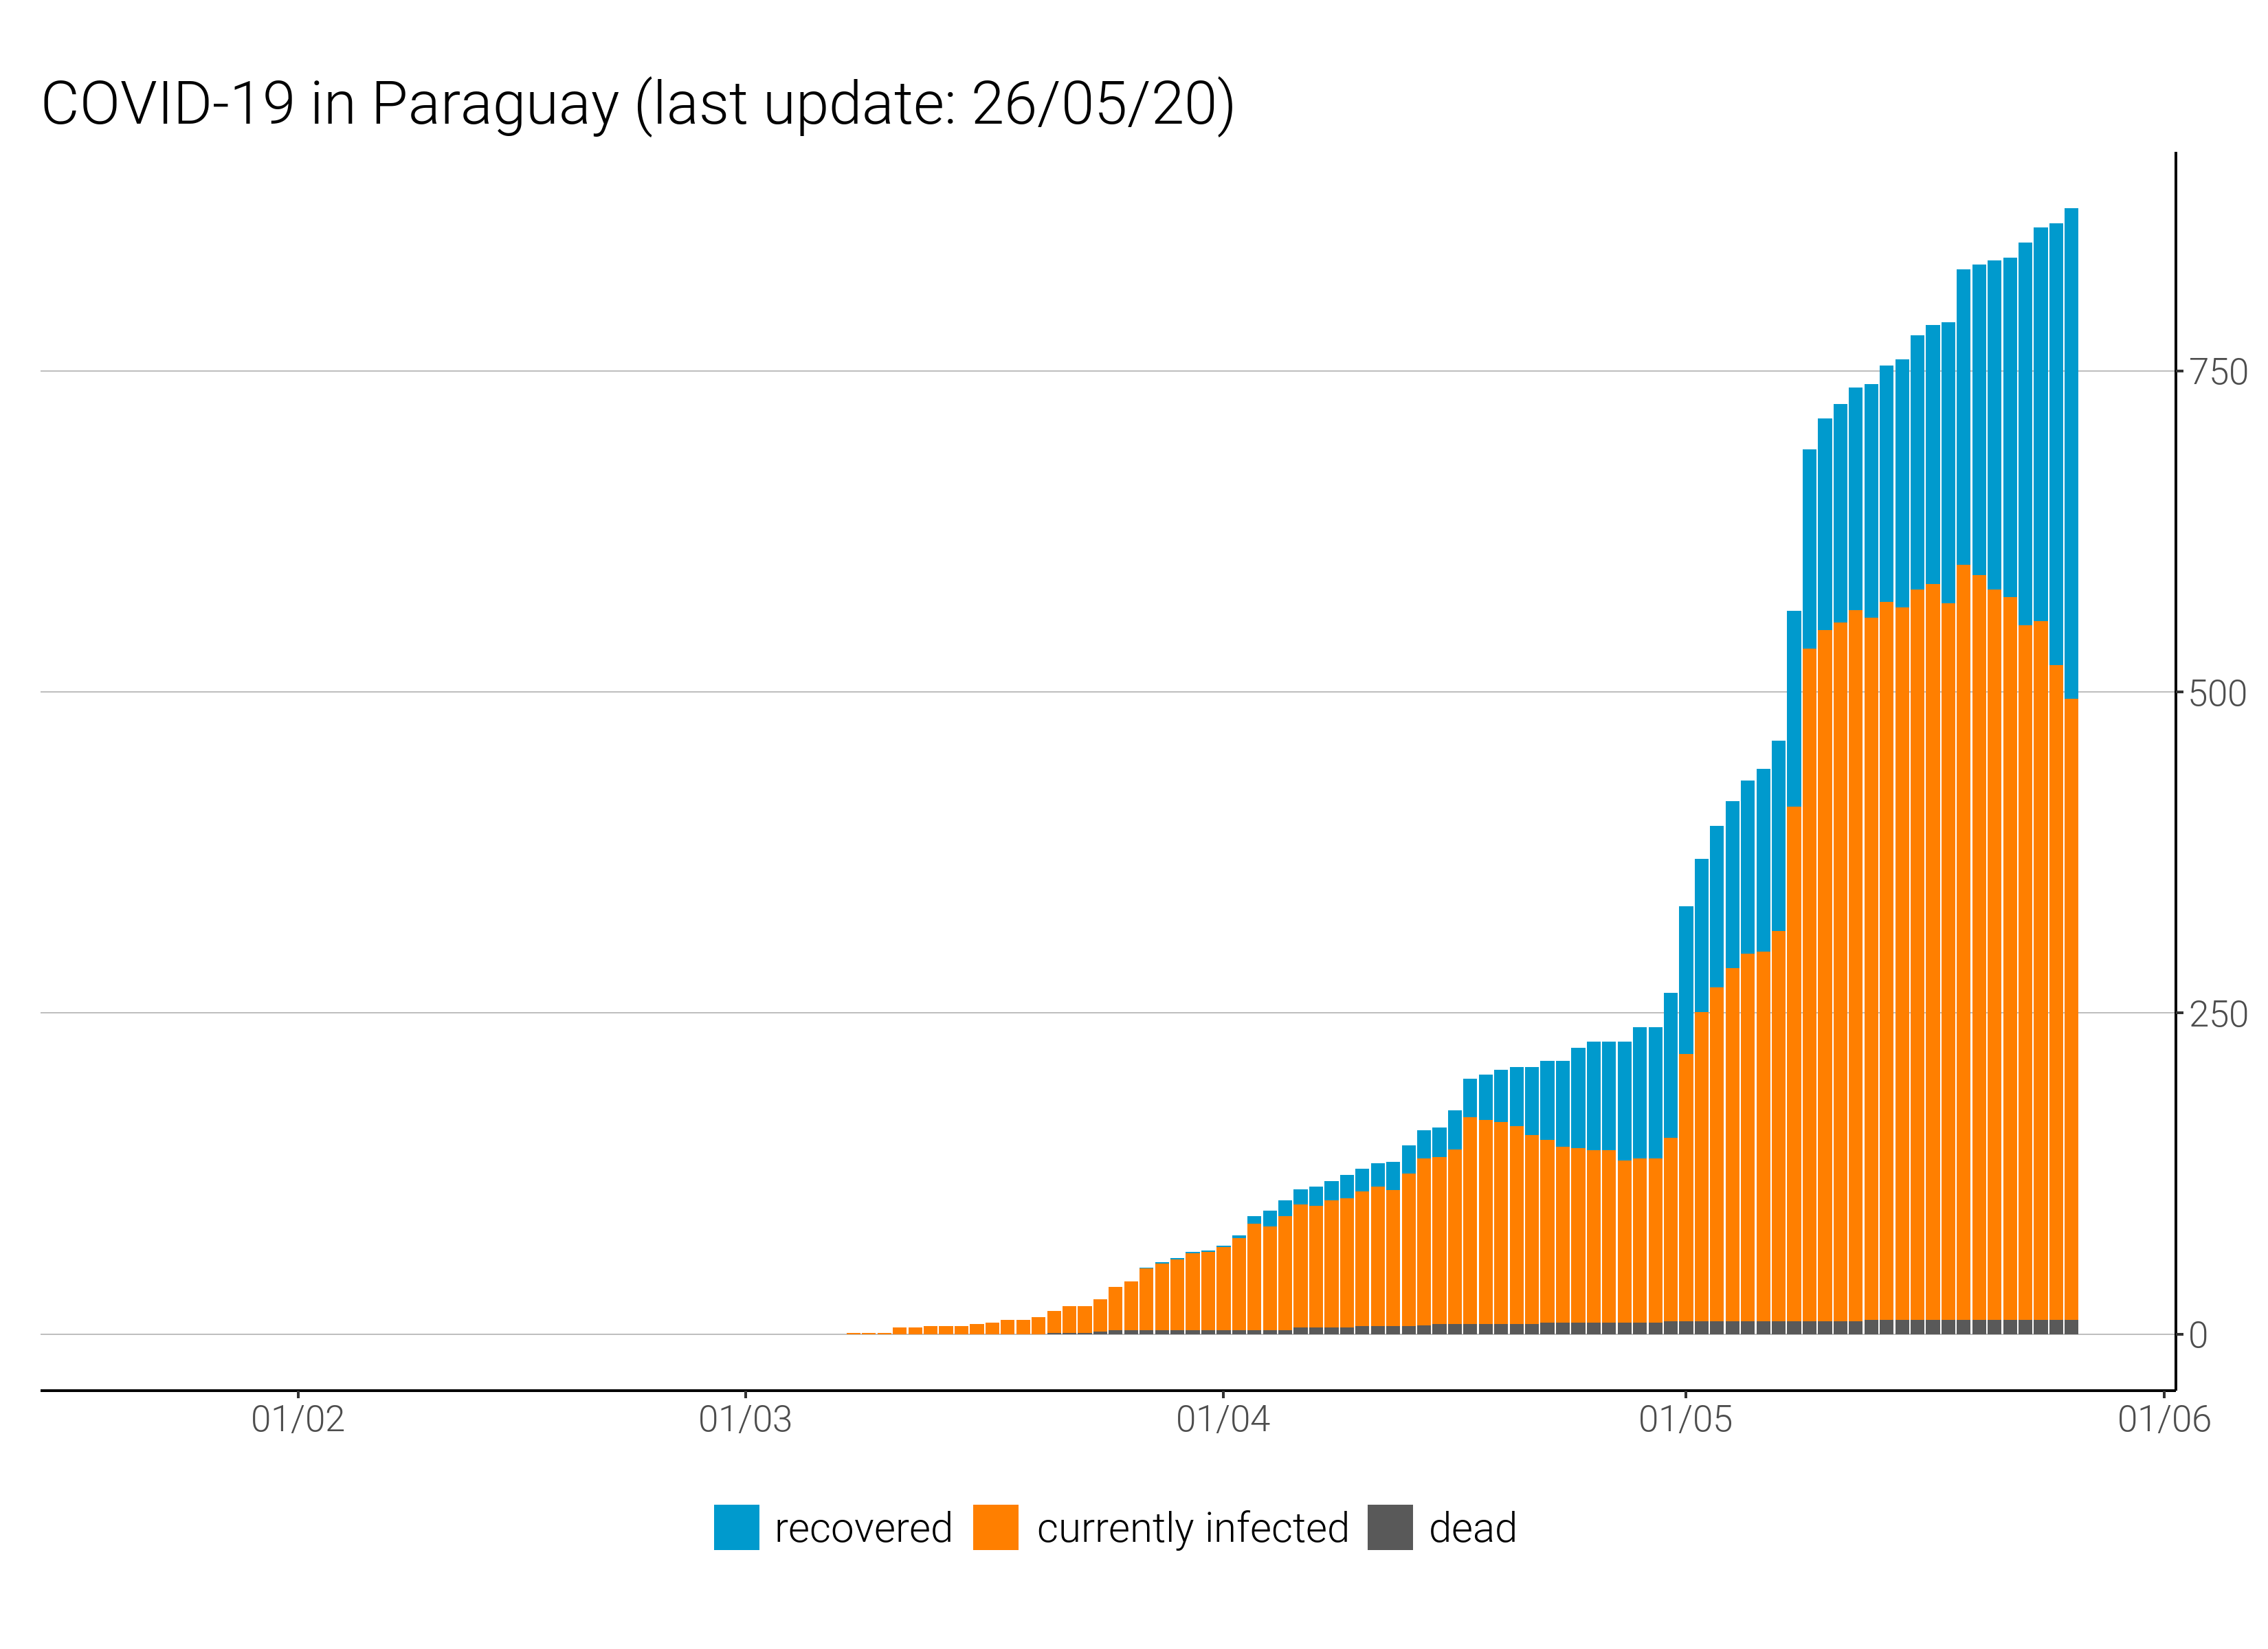 COVID-19 in Paraguay (last update: 26/05/20)
750
500
250
0
01/02 01/03 01/04 01/05 01/06
recovered currently infected dead